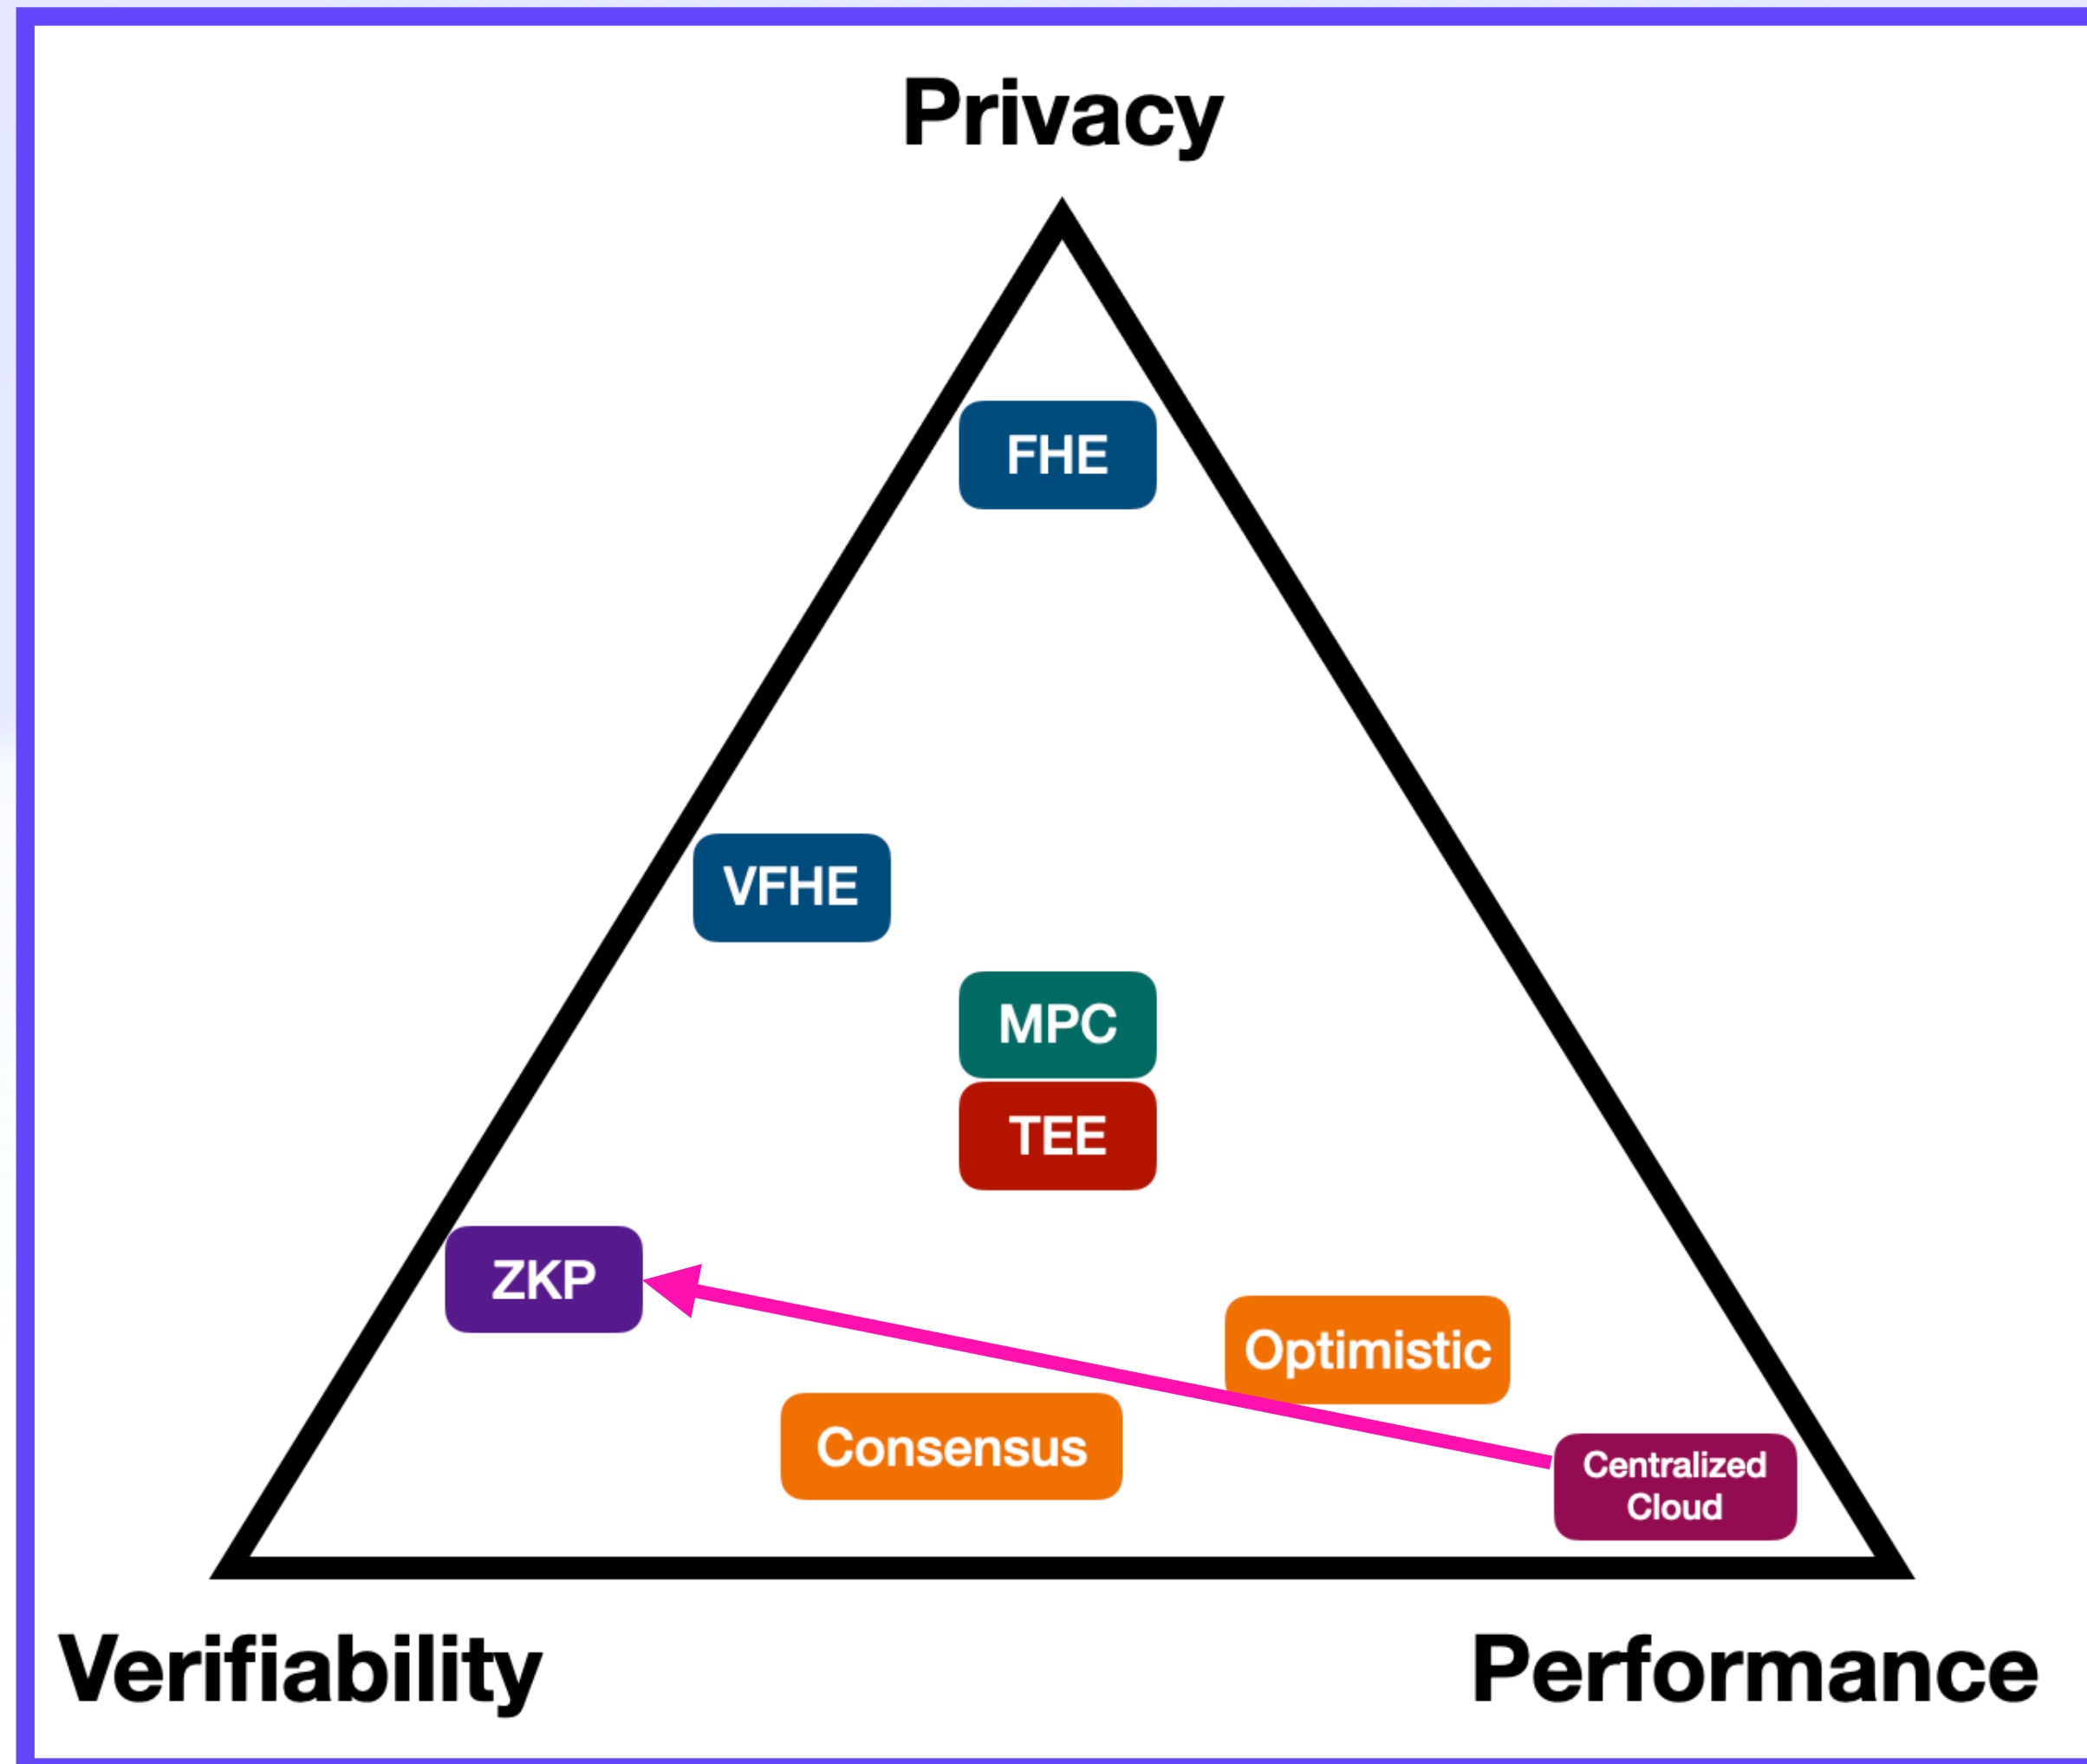 Privacy
FHE
VFHE
MPC
TEE
ZKP
Optimistic
Consensus
Centralized
Cloud
Verifiability
Performance